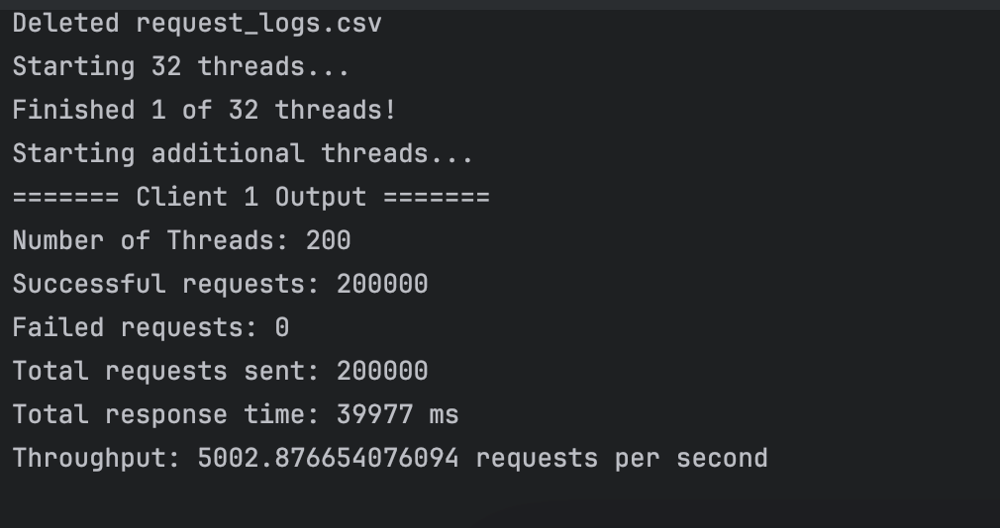 Deleted request_logs.csv
Starting 32 threads...
Finished 1 of 32 threads!
Starting additional threads...
======= Client 1 Output =======
Number of Threads: 200
Successful requests: 200000
Failed requests: 0
Total requests sent: 200000
Total response time: 39977 ms
Throughput: 5002.876654076094 requests per second